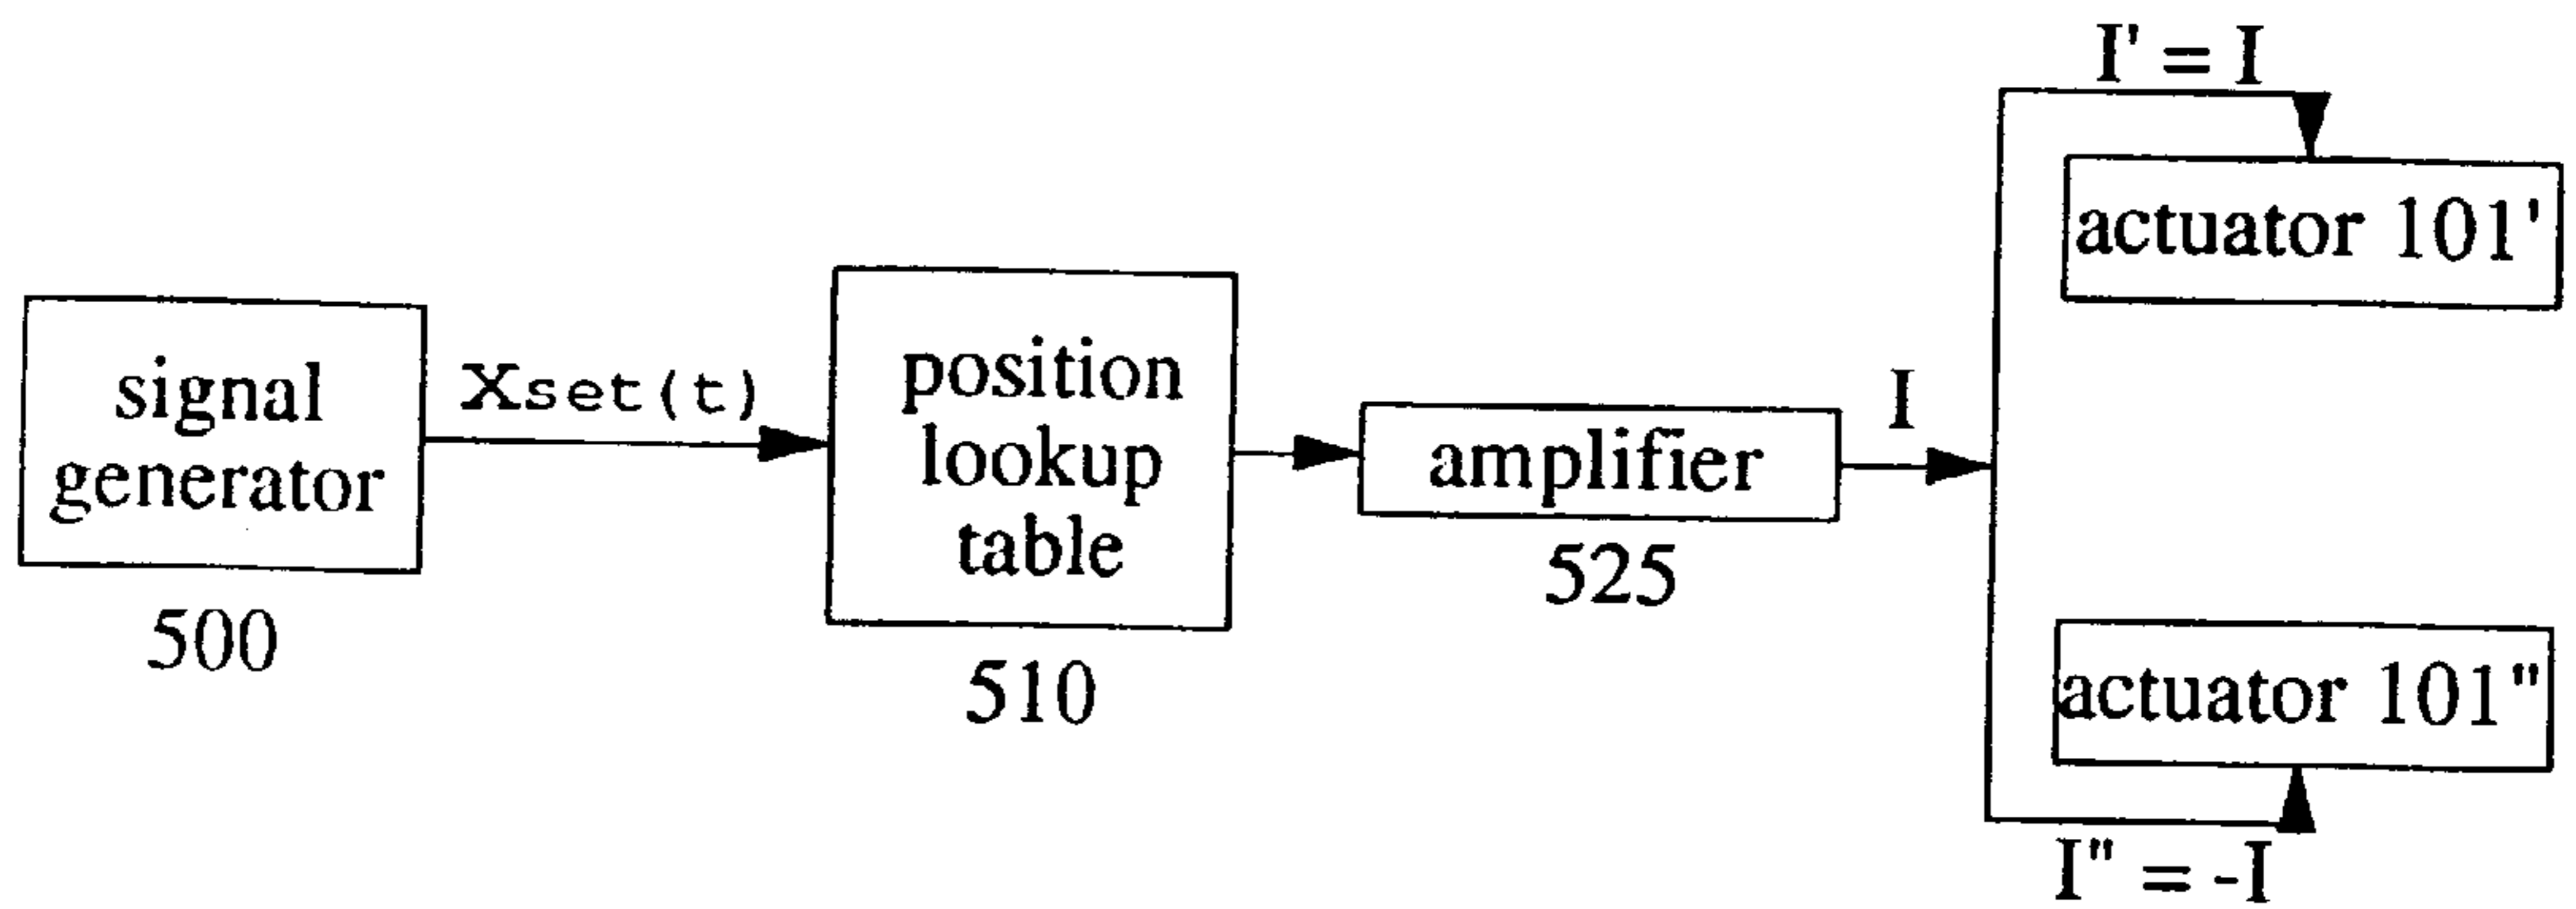 signal
generator
500
Xset(t)
position
lookup
table
510
amplifier
525
I
I' = I
actuator 101'
actuator 101"
I" = -I